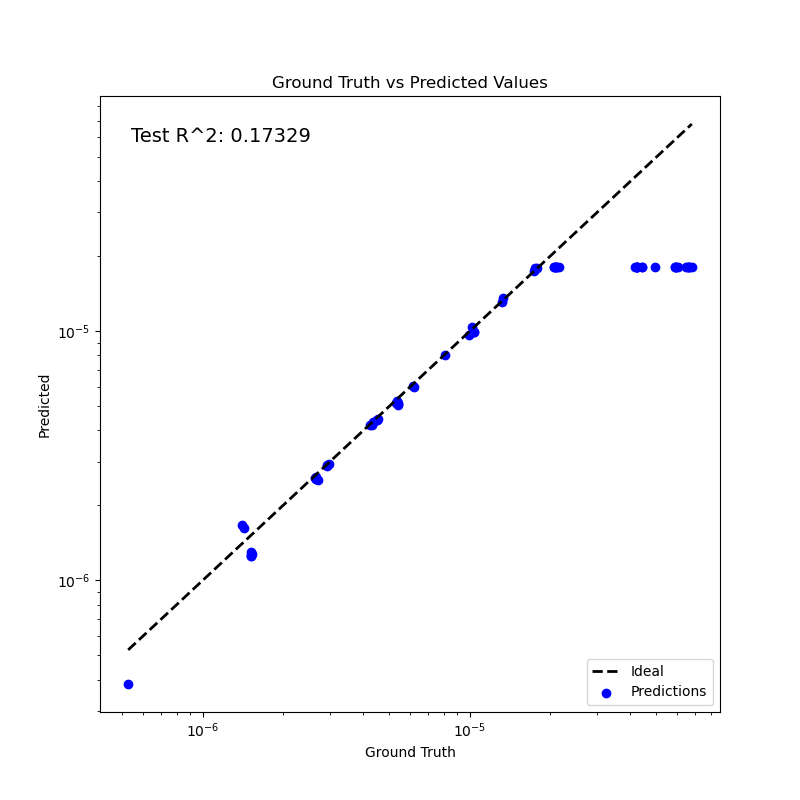 Ground Truth vs Predicted Values
Test R^2: 0.17329
Predicted
10⁻⁵
10⁻⁶
10⁻⁶
10⁻⁵
Ground Truth
Ideal
Predictions